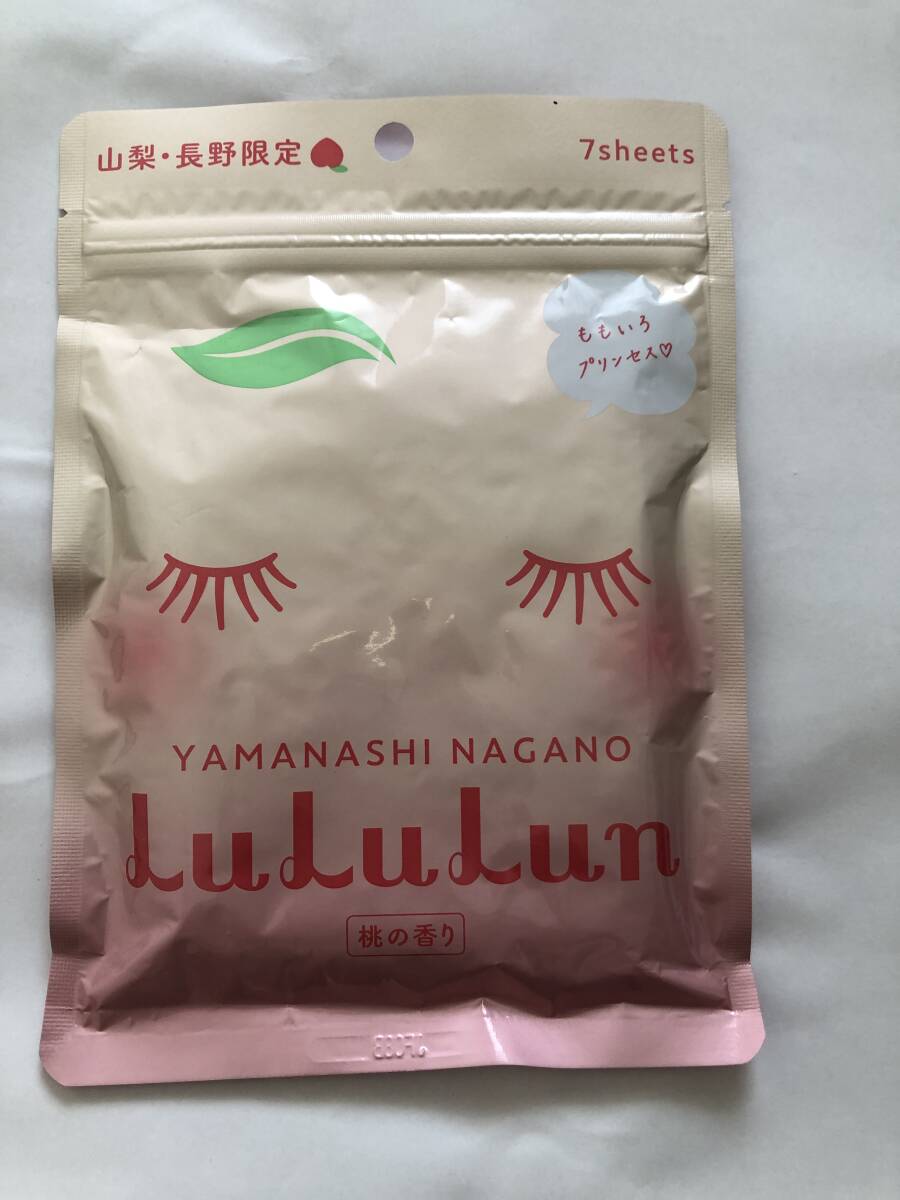 山梨・長野限定
7sheets
ももいろ
プリンセス♡
YAMANASHI NAGANO
LuLuLun
桃の香り